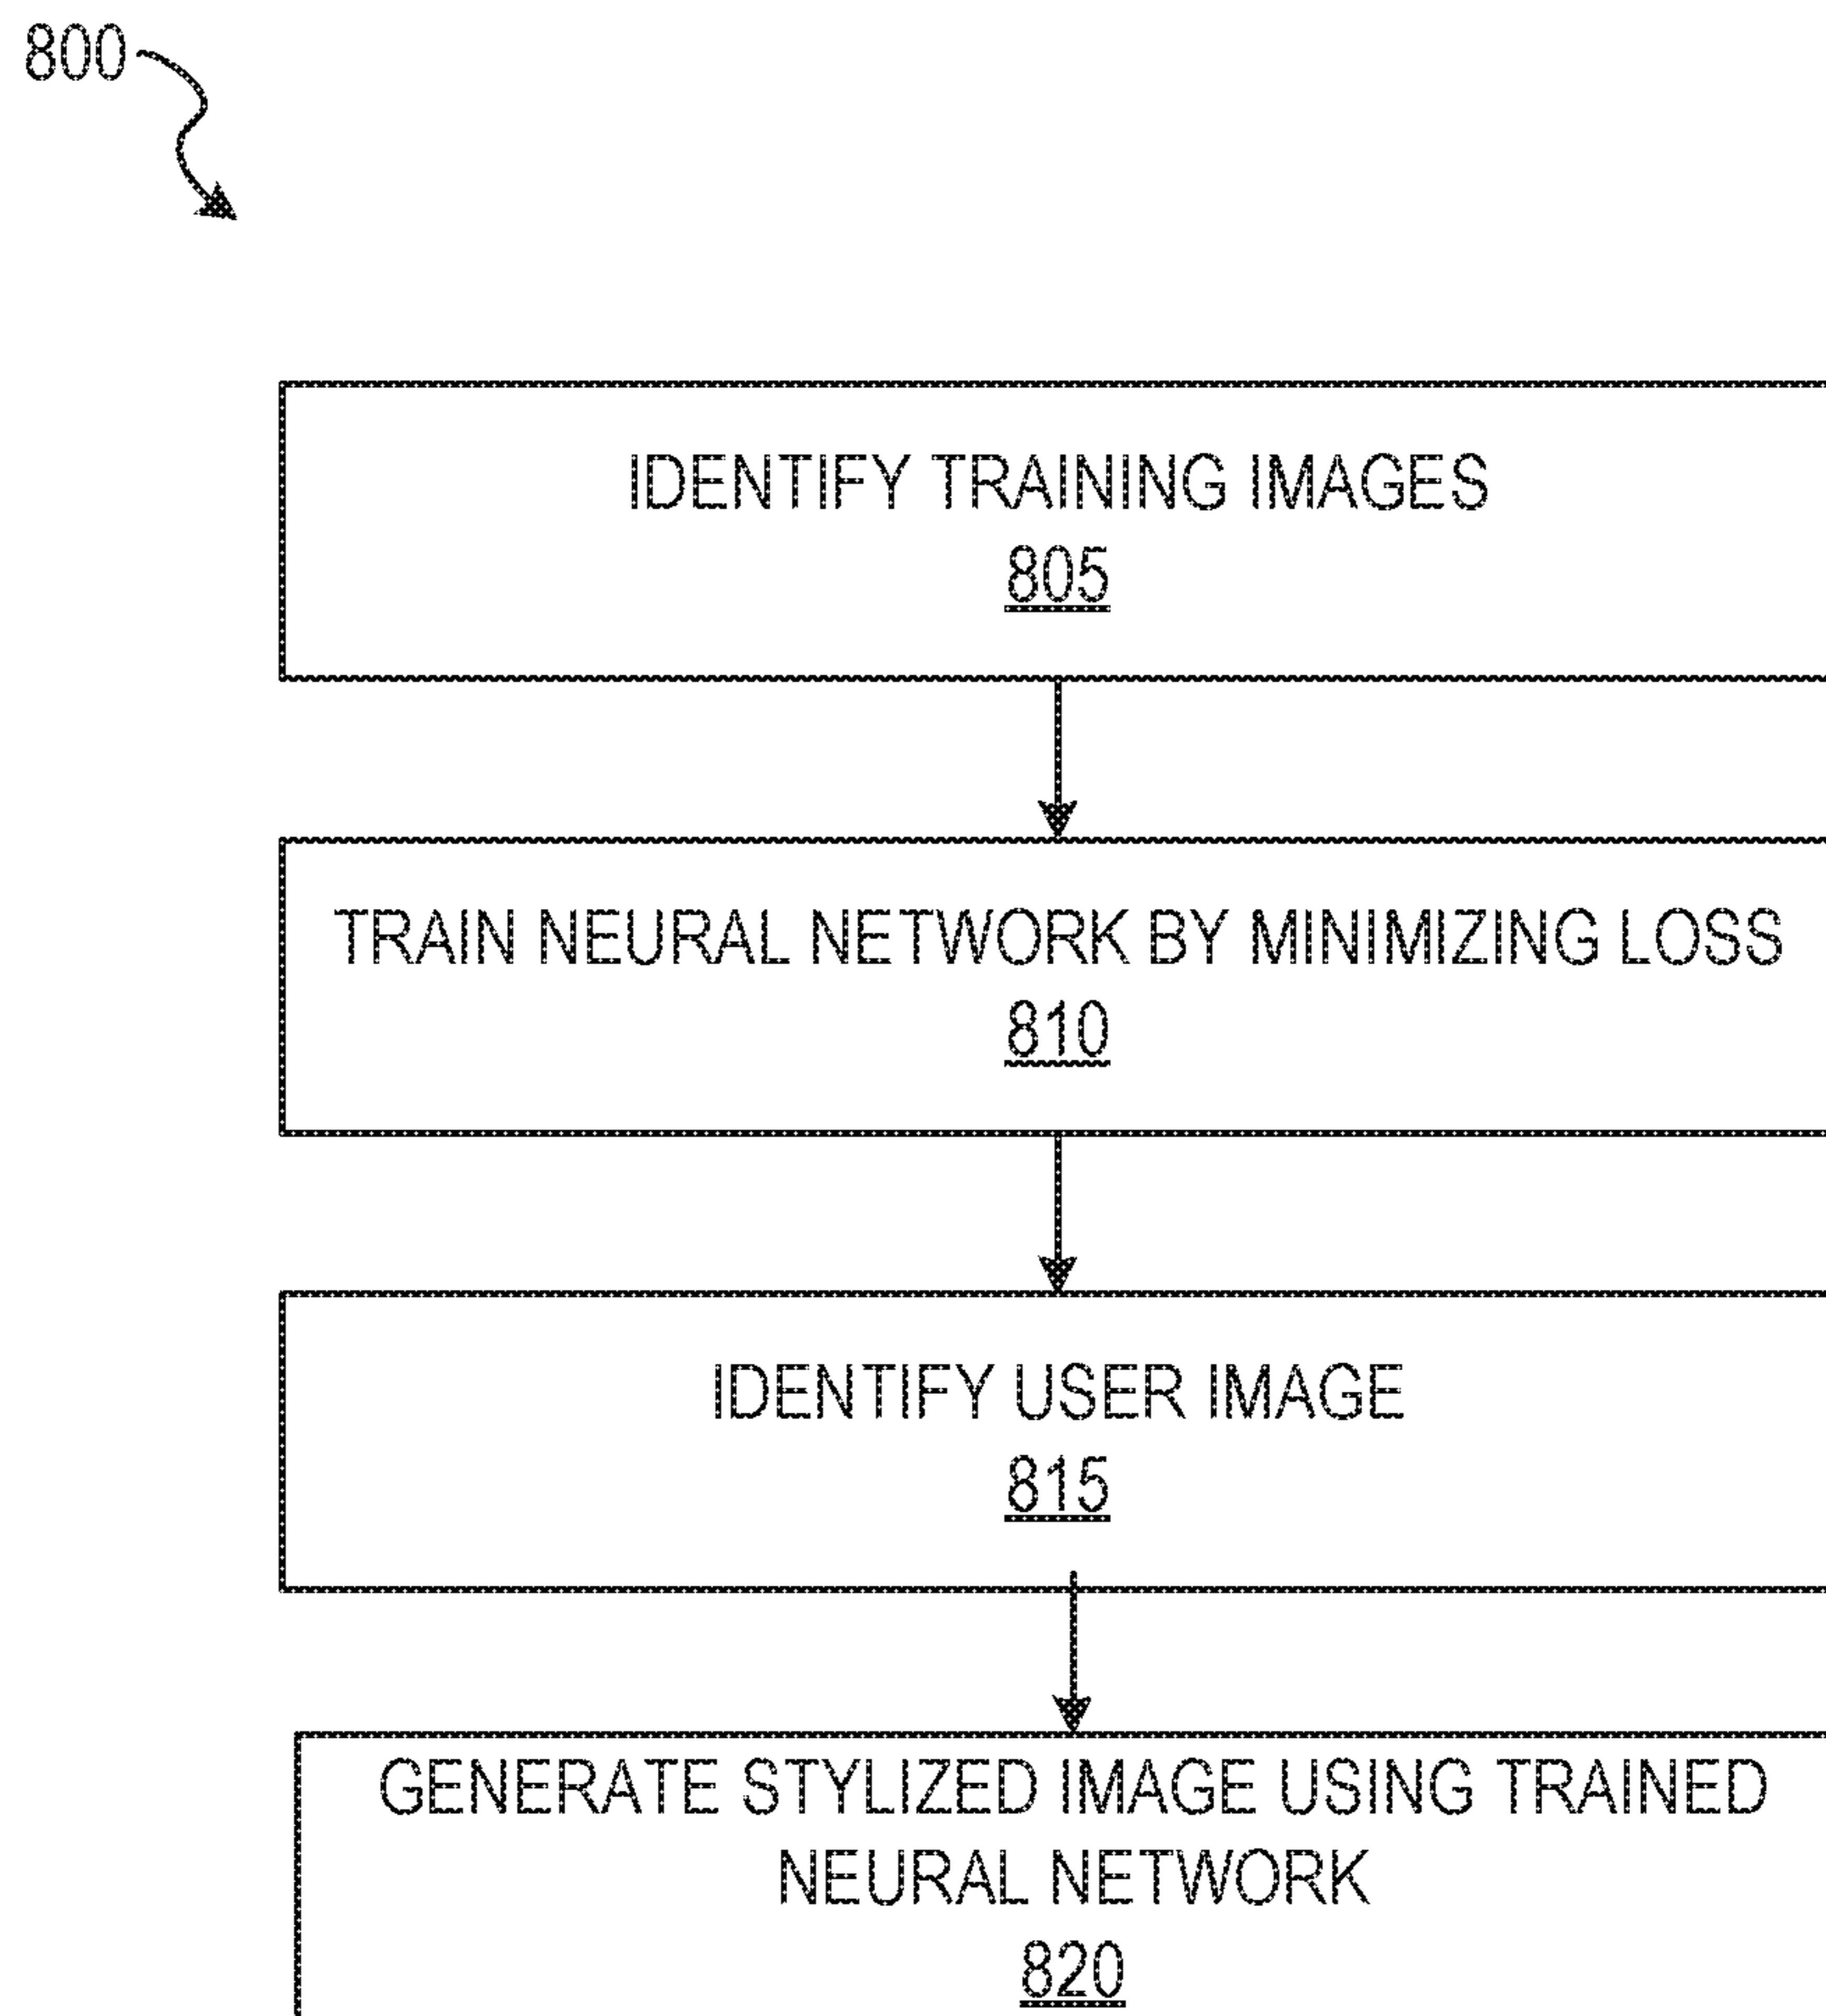 800
IDENTIFY TRAINING IMAGES
805
TRAIN NEURAL NETWORK BY MINIMIZING LOSS
810
IDENTIFY USER IMAGE
815
GENERATE STYLIZED IMAGE USING TRAINED
NEURAL NETWORK
820